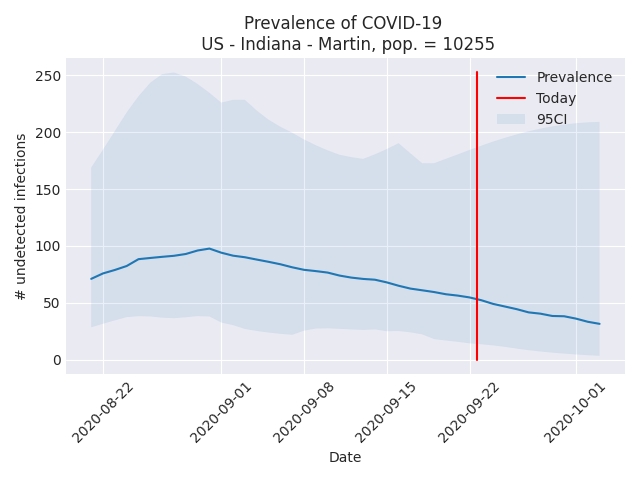 Prevalence of COVID-19
US - Indiana - Martin, pop. = 10255
Prevalence
Today
95CI
250
200
150
100
50
0
# undetected infections
2020-08-22
2020-09-01
2020-09-08
2020-09-15
2020-09-22
2020-10-01
Date